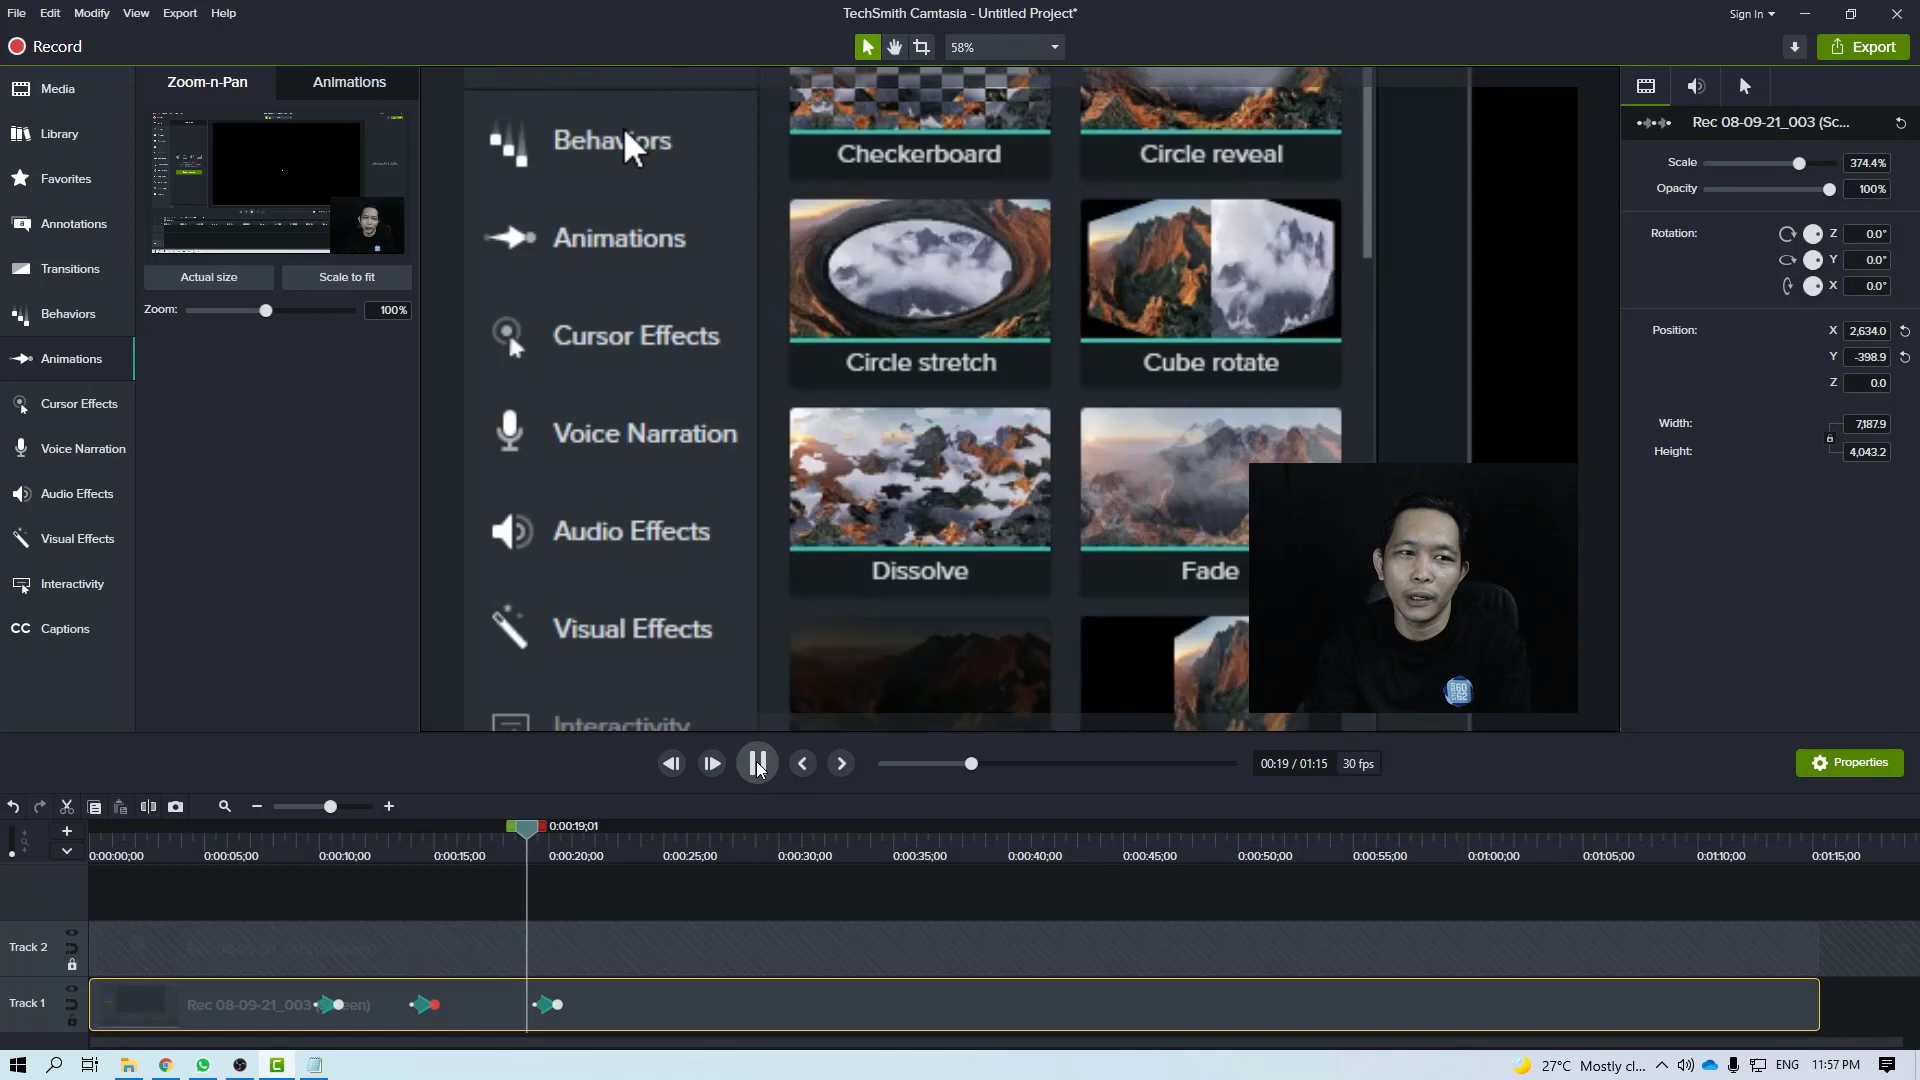 File Edit Modify View Export Help
TechSmith Camtasia - Untitled Project*
Sign In
Record
58%
Export
Media
Library
Favorites
Annotations
Transitions
Behaviors
Animations
Cursor Effects
Voice Narration
Audio Effects
Visual Effects
Interactivity
CC Captions
Zoom-n-Pan Animations
Actual size Scale to fit
Zoom: 100%
Behaviors
Animations
Cursor Effects
Voice Narration
Audio Effects
Visual Effects
Interactivity
Checkerboard Circle reveal
Circle stretch Cube rotate
Dissolve Fade
Rec 08-09-21_003 (Sc...
Scale 374.4%
Opacity 100%
Rotation: Z 0.0°
Y 0.0°
X 0.0°
Position: X 2,634.0
Y -398.9
Z 0.0
Width: 7,187.9
Height: 4,043.2
00:19 / 01:15 30 fps
Properties
0:00:19;01
0:00:00;00 0:00:05;00 0:00:10;00 0:00:15;00 0:00:20;00 0:00:25;00 0:00:30;00 0:00:35;00 0:00:40;00 0:00:45;00 0:00:50;00 0:00:55;00 0:01:00;00 0:01:05;00 0:01:10;00 0:01:15;00
Track 2
Track 1 Rec 08-09-21_003
27°C Mostly cl... ENG 11:57 PM